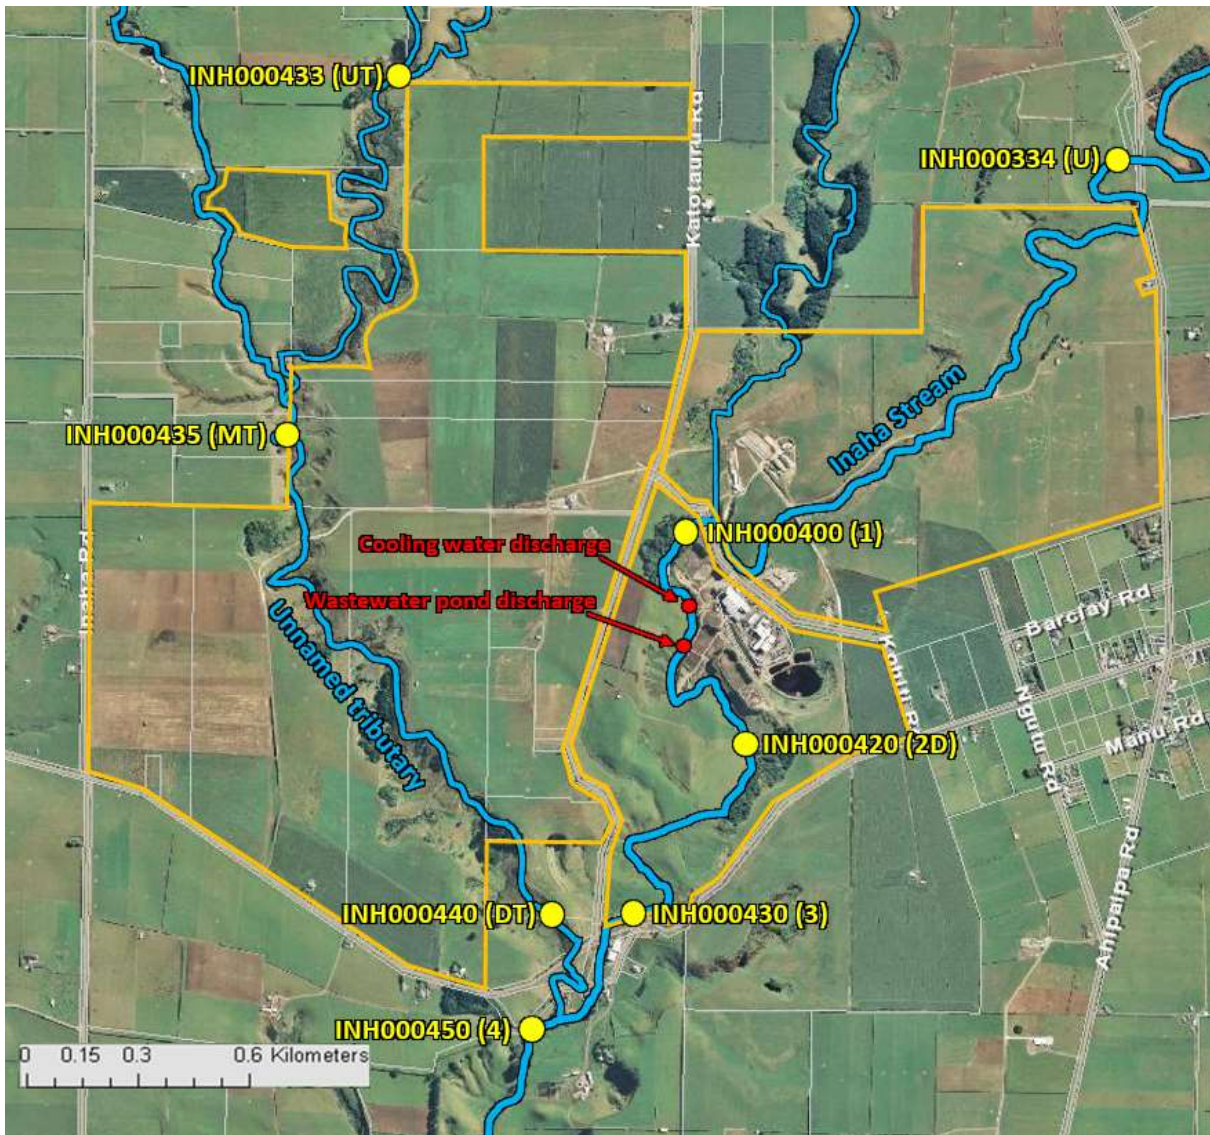 INH000433 (UT)
Katotauru Rd
INH000334 (U)
Inaha Stream
INH000435 (MT)
INH000400 (1)
Cooling water discharge
Wastewater pond discharge
Inaha Rd
Unnamed tributary
Barclay Rd
Kohiti Rd
Ngutu Rd
Manu Rd
INH000420 (2D)
INH000440 (DT)
INH000430 (3)
INH000450 (4)
0 0.15 0.3 0.6 Kilometers